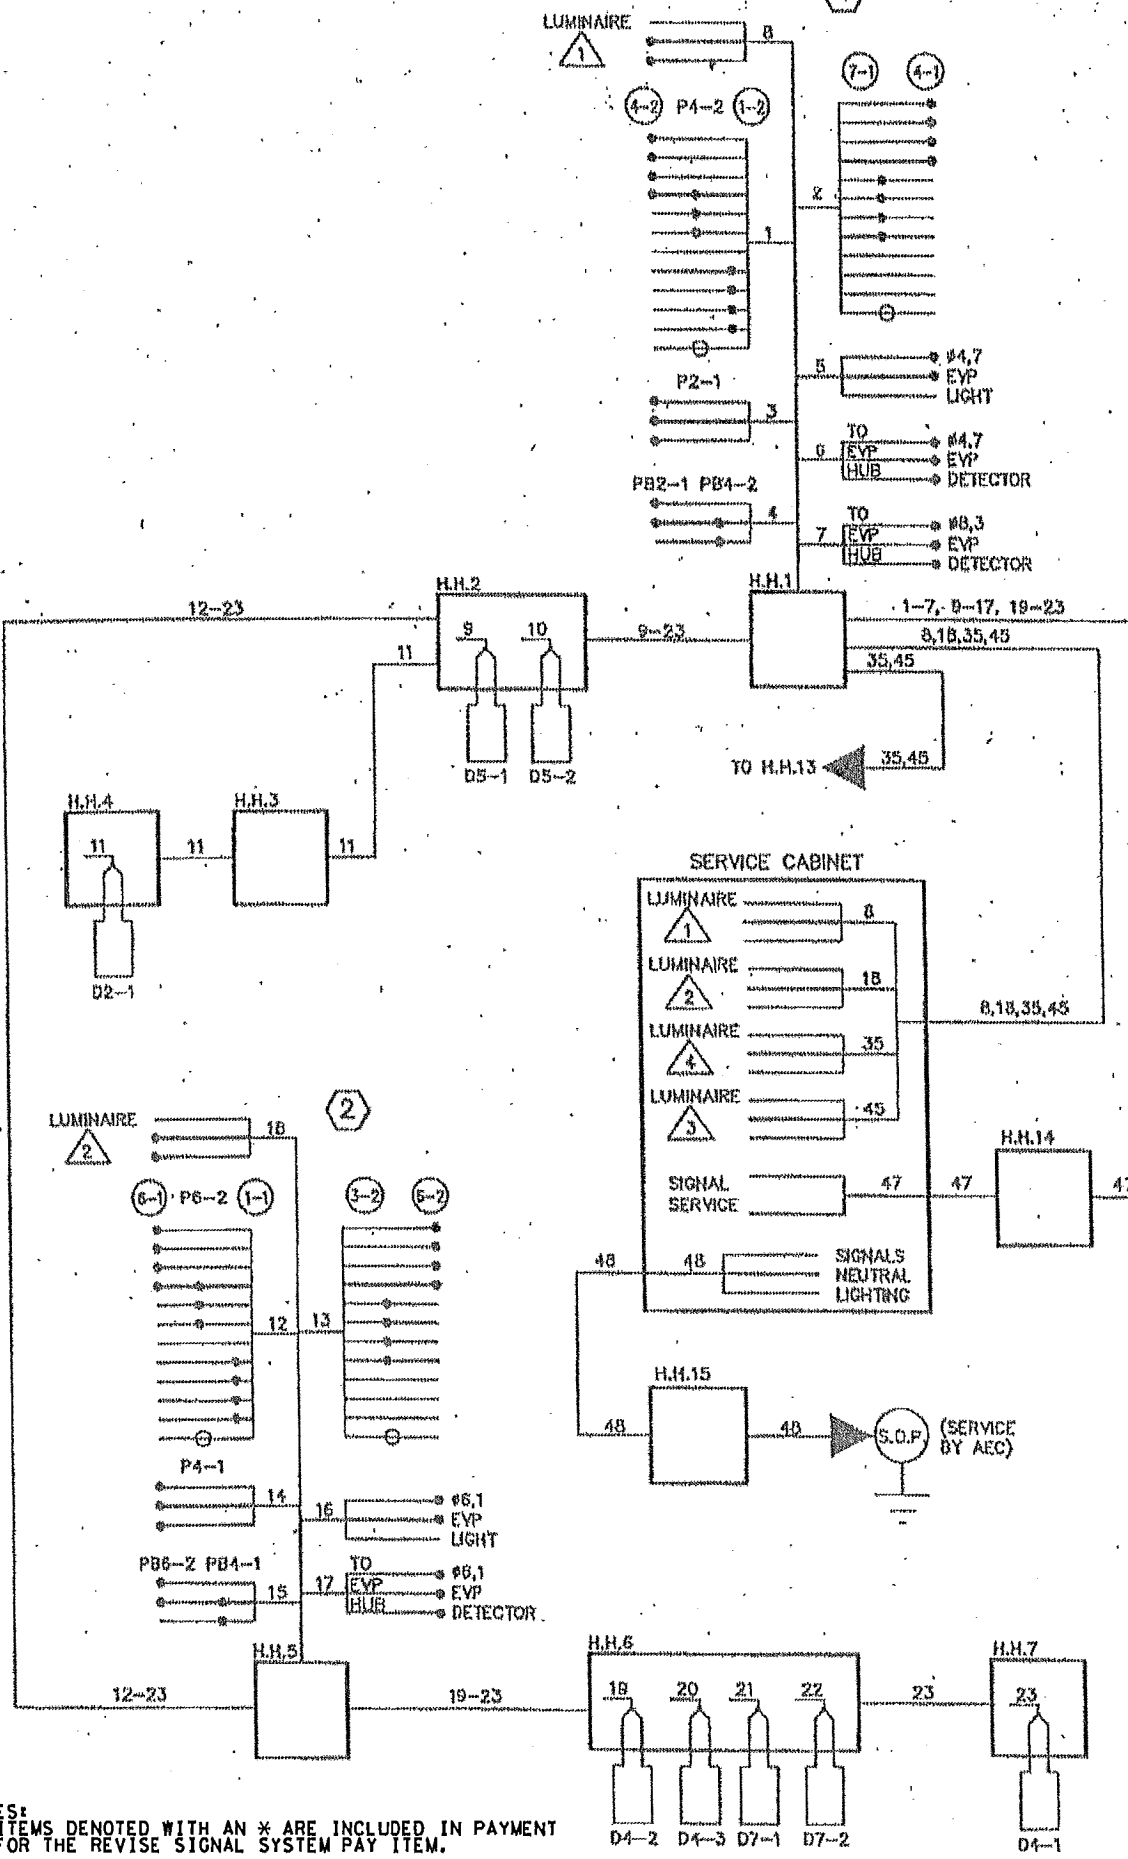 LUMINAIRE
1
8
7-1
4-1
4-2
P4-2
1-2
2
1
5
#4,7
EVP
LIGHT
P2-1
3
TO
EVP
HUB
6
#4,7
EVP
DETECTOR
PB2-1 PB4-2
4
TO
EVP
HUB
7
#8,3
EVP
DETECTOR
H.H.2
H.H.1
12-23
9
10
9-23
1-7, 9-17, 19-23
8,18,35,45
35,45
11
D5-1
D5-2
TO H.H.13
35,45
H.H.4
H.H.3
11
11
11
D2-1
SERVICE CABINET
LUMINAIRE
1
8
LUMINAIRE
2
18
8,18,35,45
LUMINAIRE
4
35
LUMINAIRE
3
45
SIGNAL
SERVICE
47
47
H.H.14
47
48
48
SIGNALS
NEUTRAL
LIGHTING
H.H.15
48
48
S.O.P.
(SERVICE
BY AEC)
LUMINAIRE
2
18
2
6-1
P6-2
1-1
3-2
6-2
12
13
P4-1
14
16
#6,1
EVP
LIGHT
PB6-2 PB4-1
15
17
TO
EVP
HUB
#6,1
EVP
DETECTOR
H.H.5
12-23
19-23
H.H.6
19
20
21
22
23
H.H.7
23
D4-2
D4-3
D7-1
D7-2
D4-1
ES:
ITEMS DENOTED WITH AN * ARE INCLUDED IN PAYMENT
FOR THE REVISE SIGNAL SYSTEM PAY ITEM.